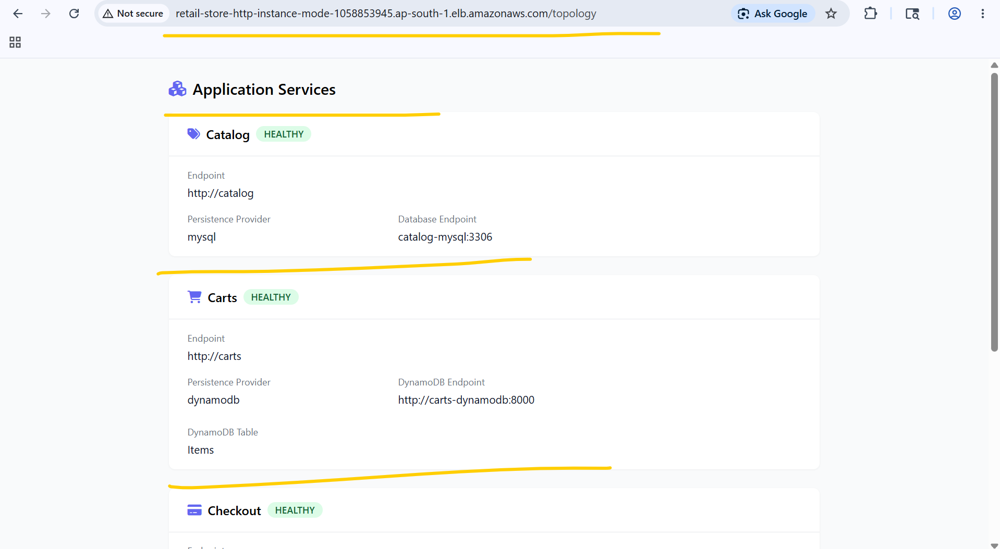 Not secure retail-store-http-instance-mode-1058853945.ap-south-1.elb.amazonaws.com/topology Ask Google
Application Services
Catalog HEALTHY
Endpoint
http://catalog
Persistence Provider Database Endpoint
mysql catalog-mysql:3306
Carts HEALTHY
Endpoint
http://carts
Persistence Provider DynamoDB Endpoint
dynamodb http://carts-dynamodb:8000
DynamoDB Table
Items
Checkout HEALTHY